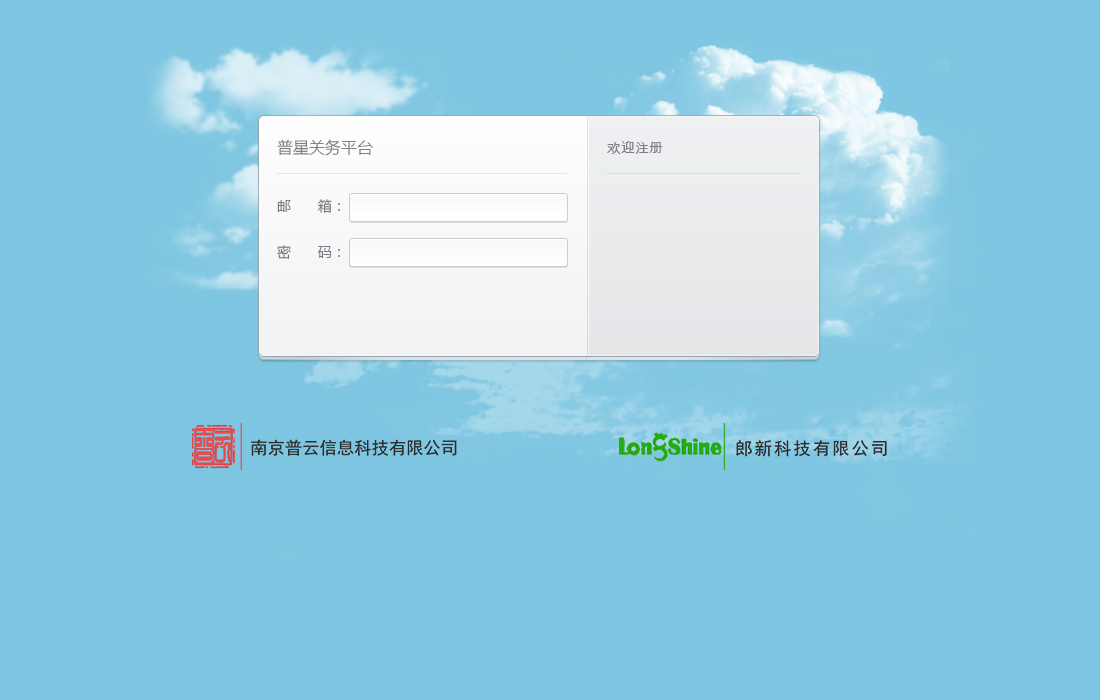 普星关务平台
欢迎注册
邮 箱：
密 码：
南京普云信息科技有限公司
LongShine 郎新科技有限公司